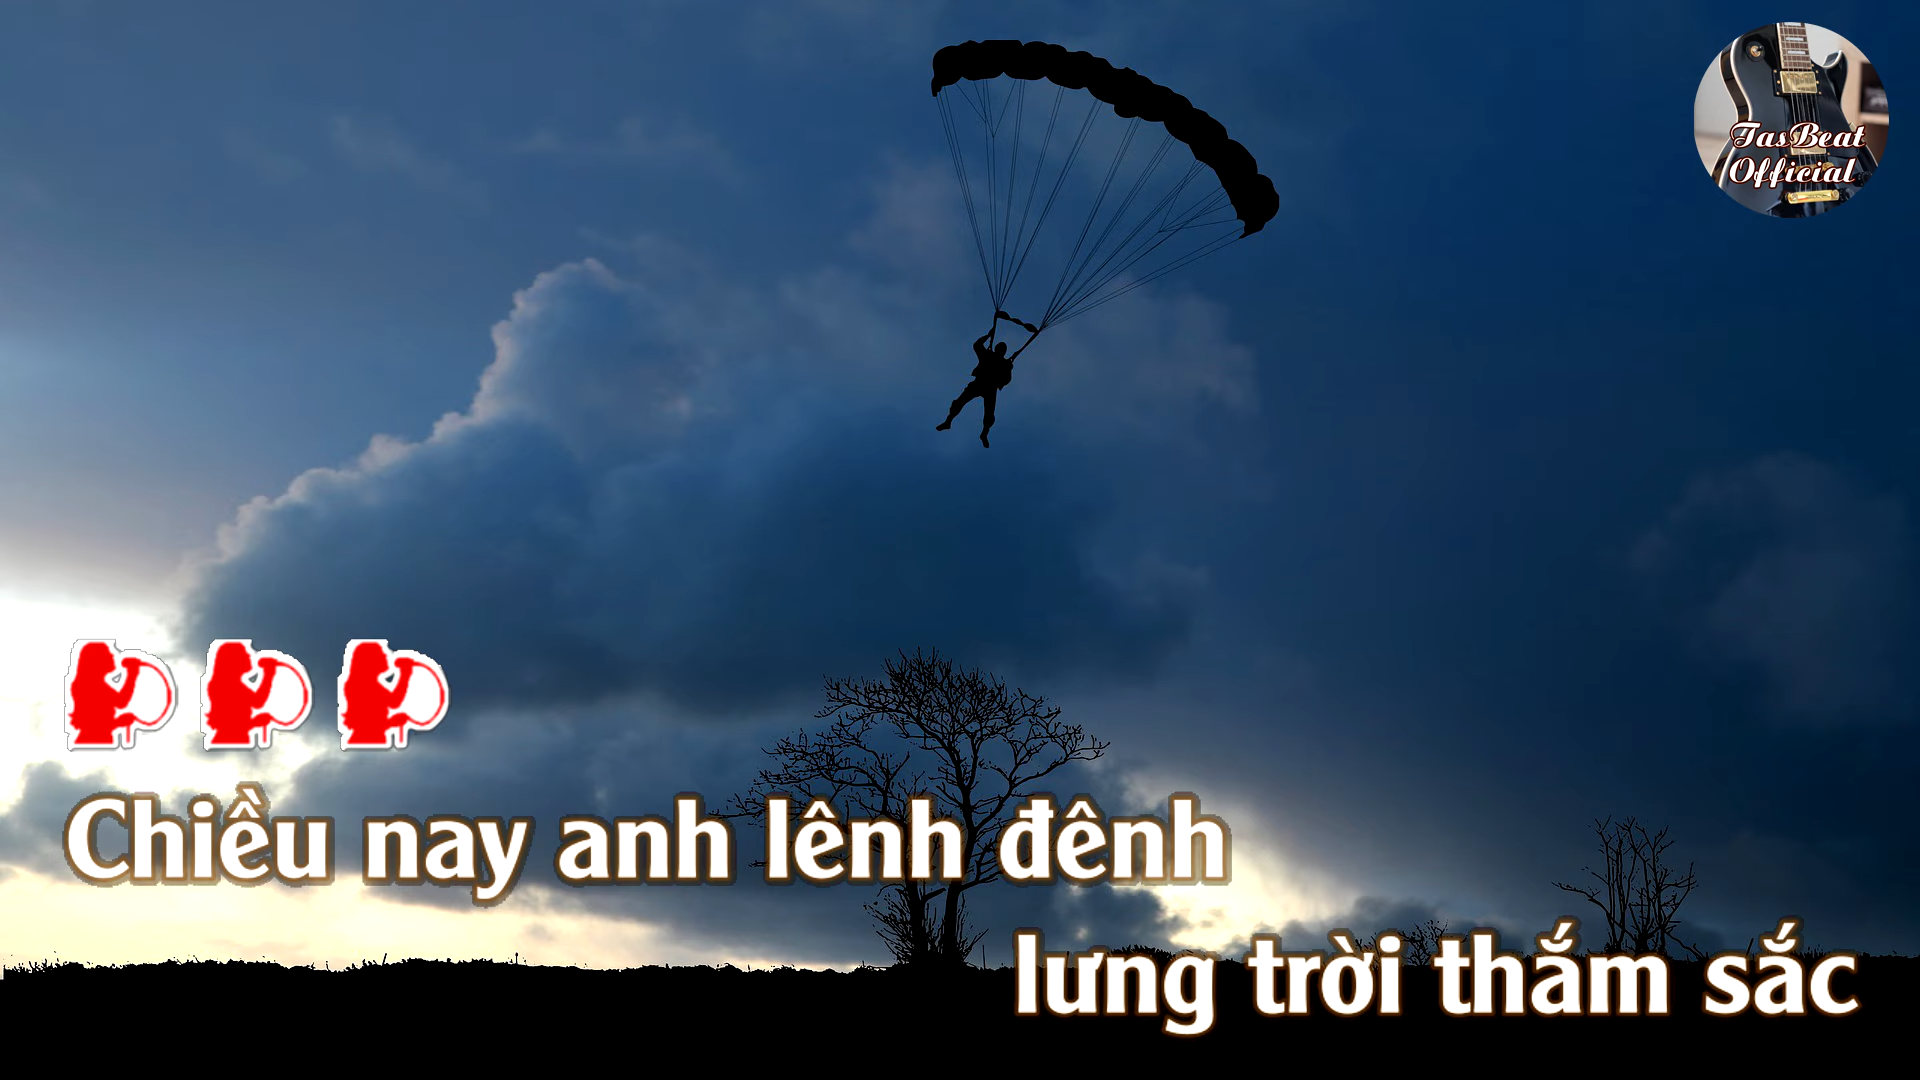 TasBeat
Official
Chiều nay anh lênh đênh
lưng trời thắm sắc